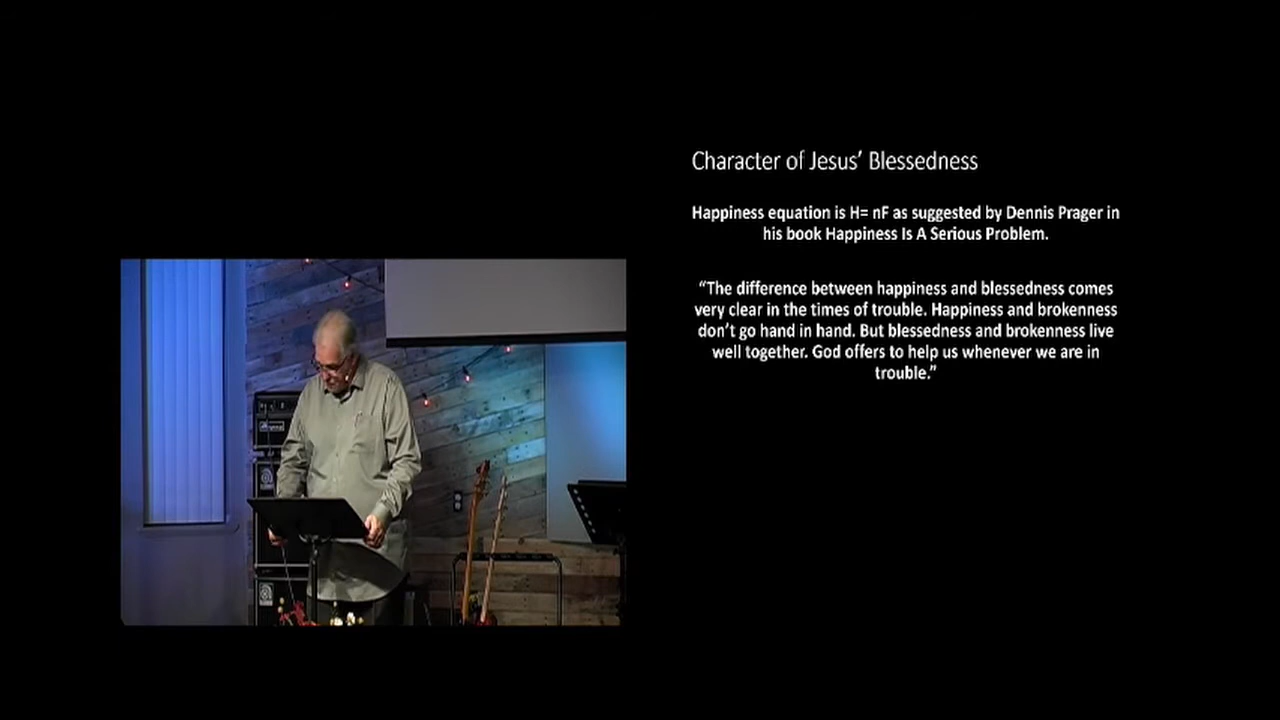 Character of Jesus’ Blessedness
Happiness equation is H= nF as suggested by Dennis Prager in
his book Happiness Is A Serious Problem.
“The difference between happiness and blessedness comes
very clear in the times of trouble. Happiness and brokenness
don’t go hand in hand. But blessedness and brokenness live
well together. God offers to help us whenever we are in
trouble.”